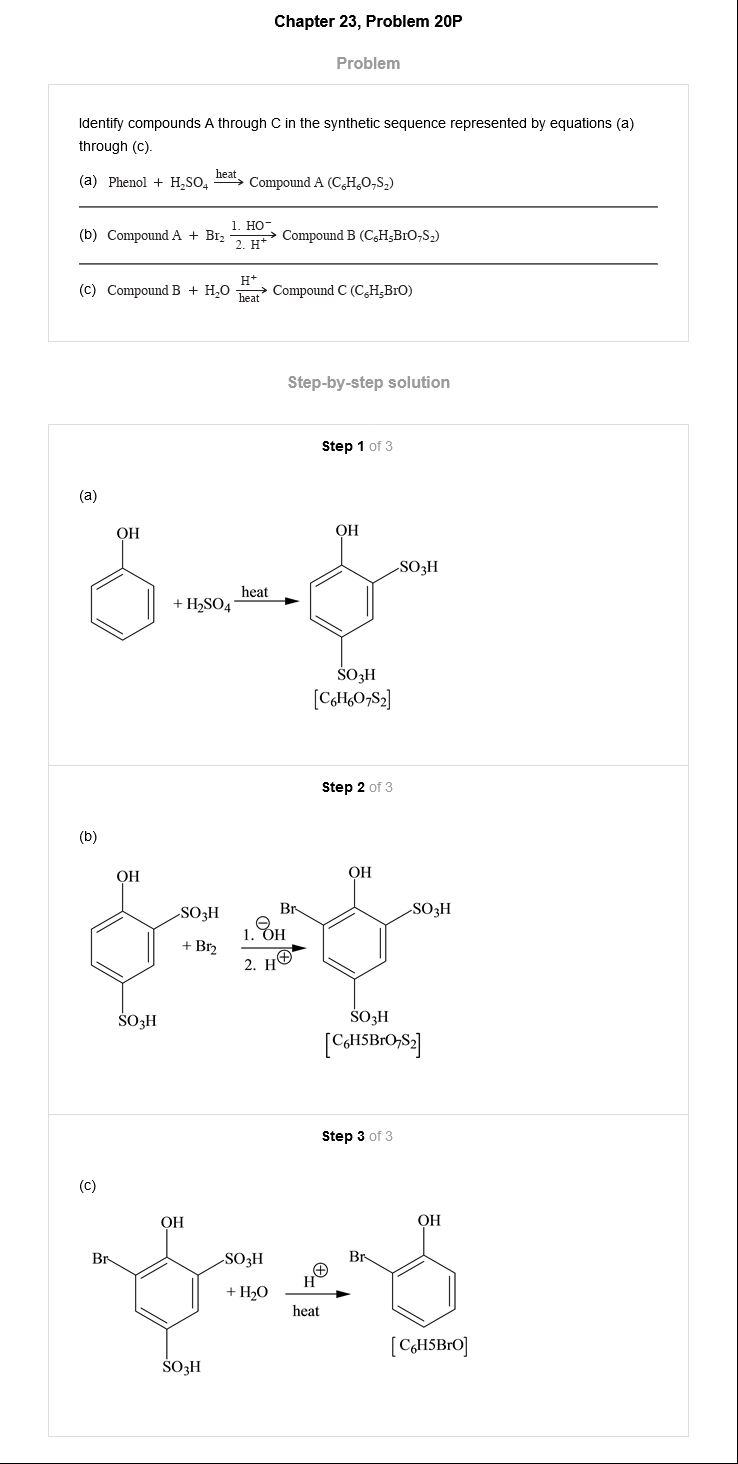 Chapter 23, Problem 20P
Problem
Identify compounds A through C in the synthetic sequence represented by equations (a)
through (c).
(a) Phenol + H₂SO₄ heat → Compound A (C₆H₆O₇S₂)
(b) Compound A + Br₂ 1. HO⁻ 2. H⁺ → Compound B (C₆H₅BrO₇S₂)
(c) Compound B + H₂O H⁺ heat → Compound C (C₆H₅BrO)
Step-by-step solution
Step 1 of 3
(a)
OH OH
SO₃H
+ H₂SO₄ heat
SO₃H
[C₆H₆O₇S₂]
Step 2 of 3
(b)
OH OH
SO₃H Br SO₃H
+ Br₂ 1. ⊖OH
2. H⊕
SO₃H SO₃H
[C₆H5BrO₇S₂]
Step 3 of 3
(c)
OH OH
Br SO₃H Br
+ H₂O H⊕
heat
SO₃H
[C₆H5BrO]